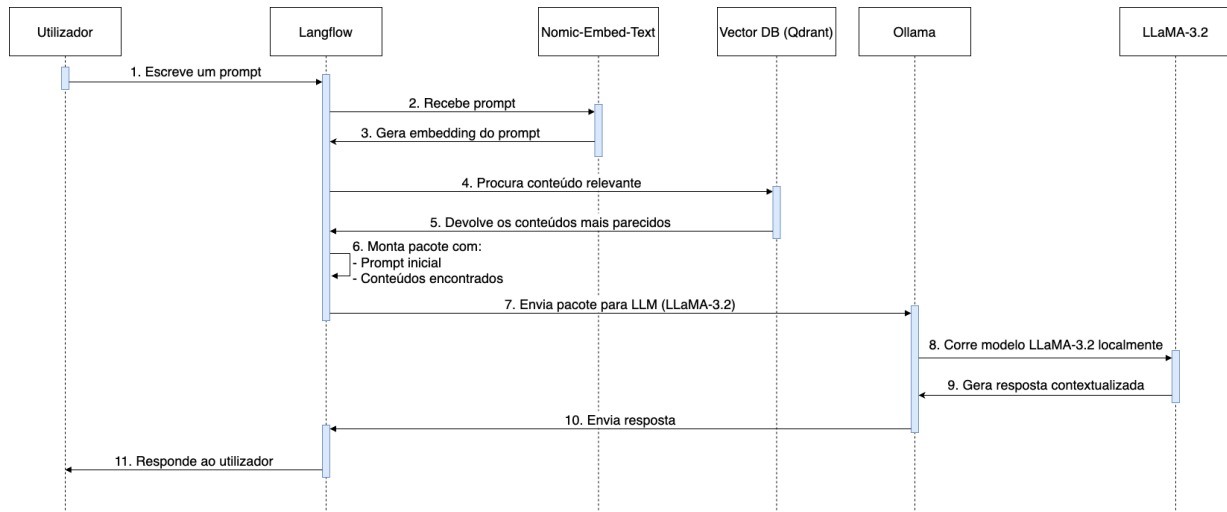 Utilizador
Langflow
Nomic-Embed-Text
Vector DB (Qdrant)
Ollama
LLaMA-3.2
1. Escreve um prompt
2. Recebe prompt
3. Gera embedding do prompt
4. Procura conteúdo relevante
5. Devolve os conteúdos mais parecidos
6. Monta pacote com:
- Prompt inicial
- Conteúdos encontrados
7. Envia pacote para LLM (LLaMA-3.2)
8. Corre modelo LLaMA-3.2 localmente
9. Gera resposta contextualizada
10. Envia resposta
11. Responde ao utilizador